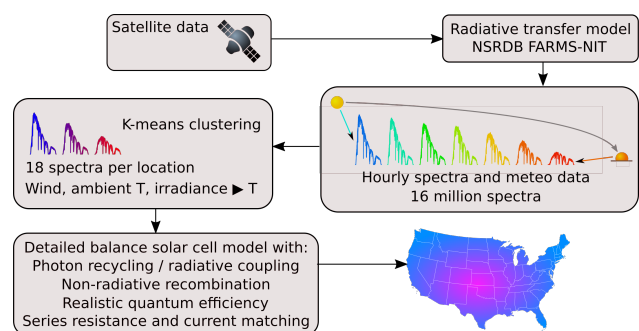 Satellite data
Radiative transfer model
NSRDB FARMS-NIT
Hourly spectra and meteo data
16 million spectra
K-means clustering
18 spectra per location
Wind, ambient T, irradiance ▶ T
Detailed balance solar cell model with:
Photon recycling / radiative coupling
Non-radiative recombination
Realistic quantum efficiency
Series resistance and current matching